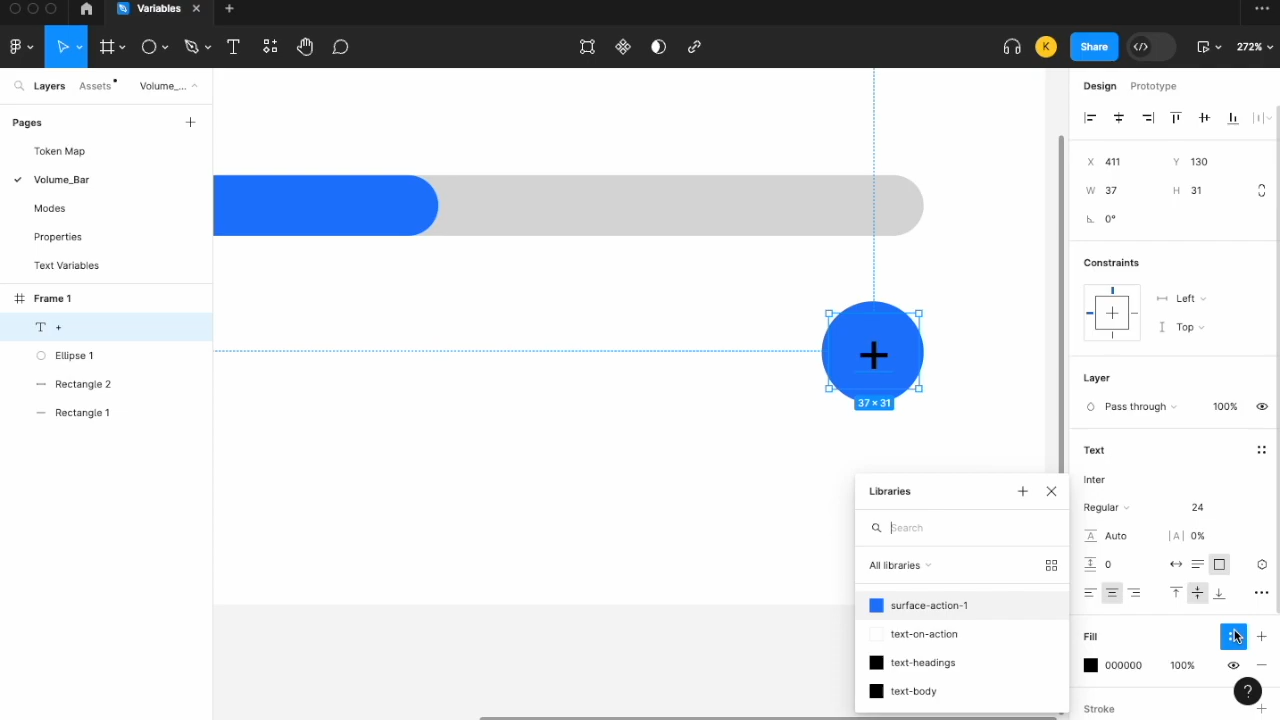 Variables
K
Share
272%
Layers
Assets
Volume_...
Design
Prototype
Pages
Token Map
Volume_Bar
Modes
Properties
Text Variables
Frame 1
+
Ellipse 1
Rectangle 2
Rectangle 1
+
37 × 31
Libraries
Search
All libraries
surface-action-1
text-on-action
text-headings
text-body
X 411 Y 130
W 37 H 31
0°
Constraints
Left
Top
Layer
Pass through 100%
Text
Inter
Regular 24
A Auto |A| 0%
0
Fill
000000 100%
Stroke
?